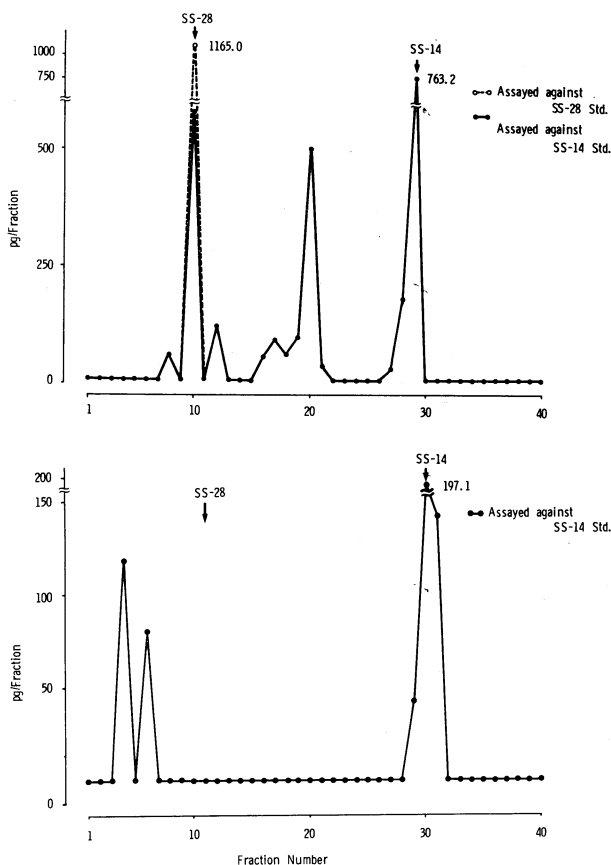 SS-28
1000
1165.0
SS-14
750
763.2
Assayed against
SS-28 Std.
Assayed against
SS-14 Std.
500
pg/Fraction
250
0
1
10
20
30
40
SS-14
200
SS-28
197.1
150
Assayed against
SS-14 Std.
100
pg/Fraction
50
0
1
10
20
30
40
Fraction Number